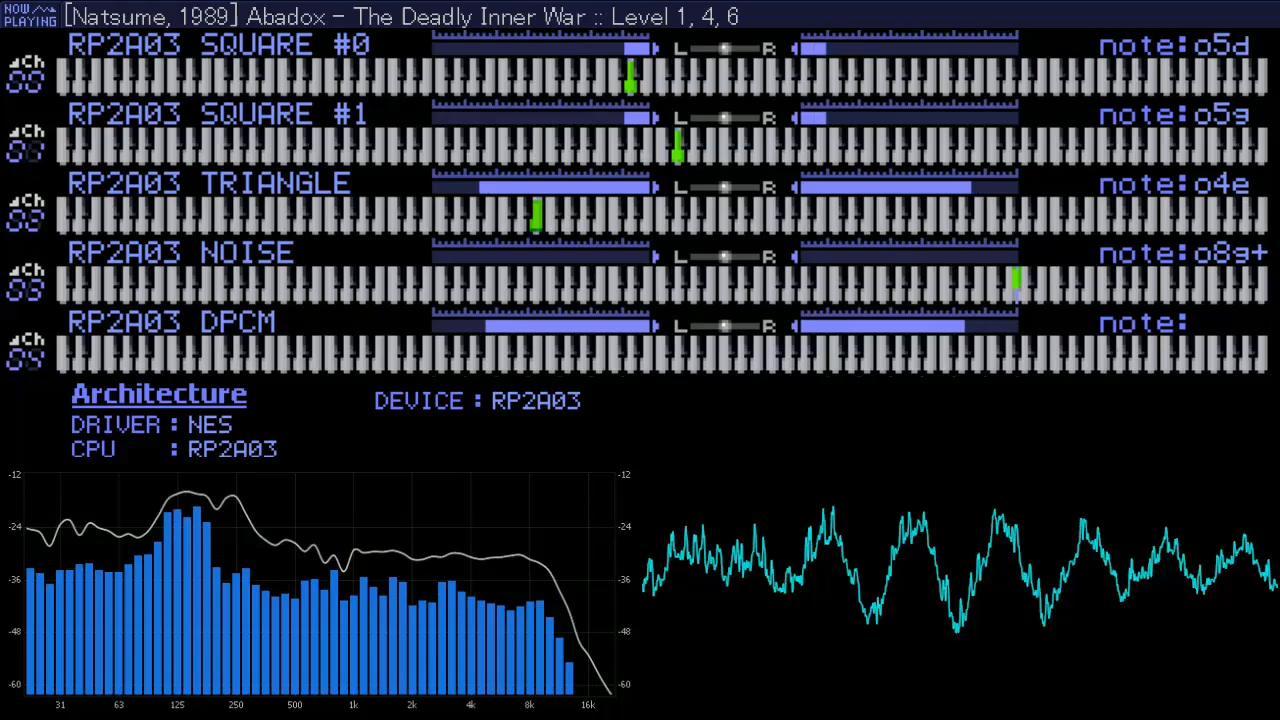 NOW PLAYING [Natsume, 1989] Abadox - The Deadly Inner War :: Level 1, 4, 6
RP2A03 SQUARE #0 L R note:o5d
Ch 00
RP2A03 SQUARE #1 L R note:o5g
Ch 01
RP2A03 TRIANGLE L R note:o4e
Ch 02
RP2A03 NOISE L R note:o8g+
Ch 03
RP2A03 DPCM L R note:
Ch 04
Architecture
DEVICE : RP2A03
DRIVER : NES
CPU : RP2A03
-12 -12
-24 -24
-36 -36
-48 -48
-60 -60
31 63 125 250 500 1k 2k 4k 8k 16k